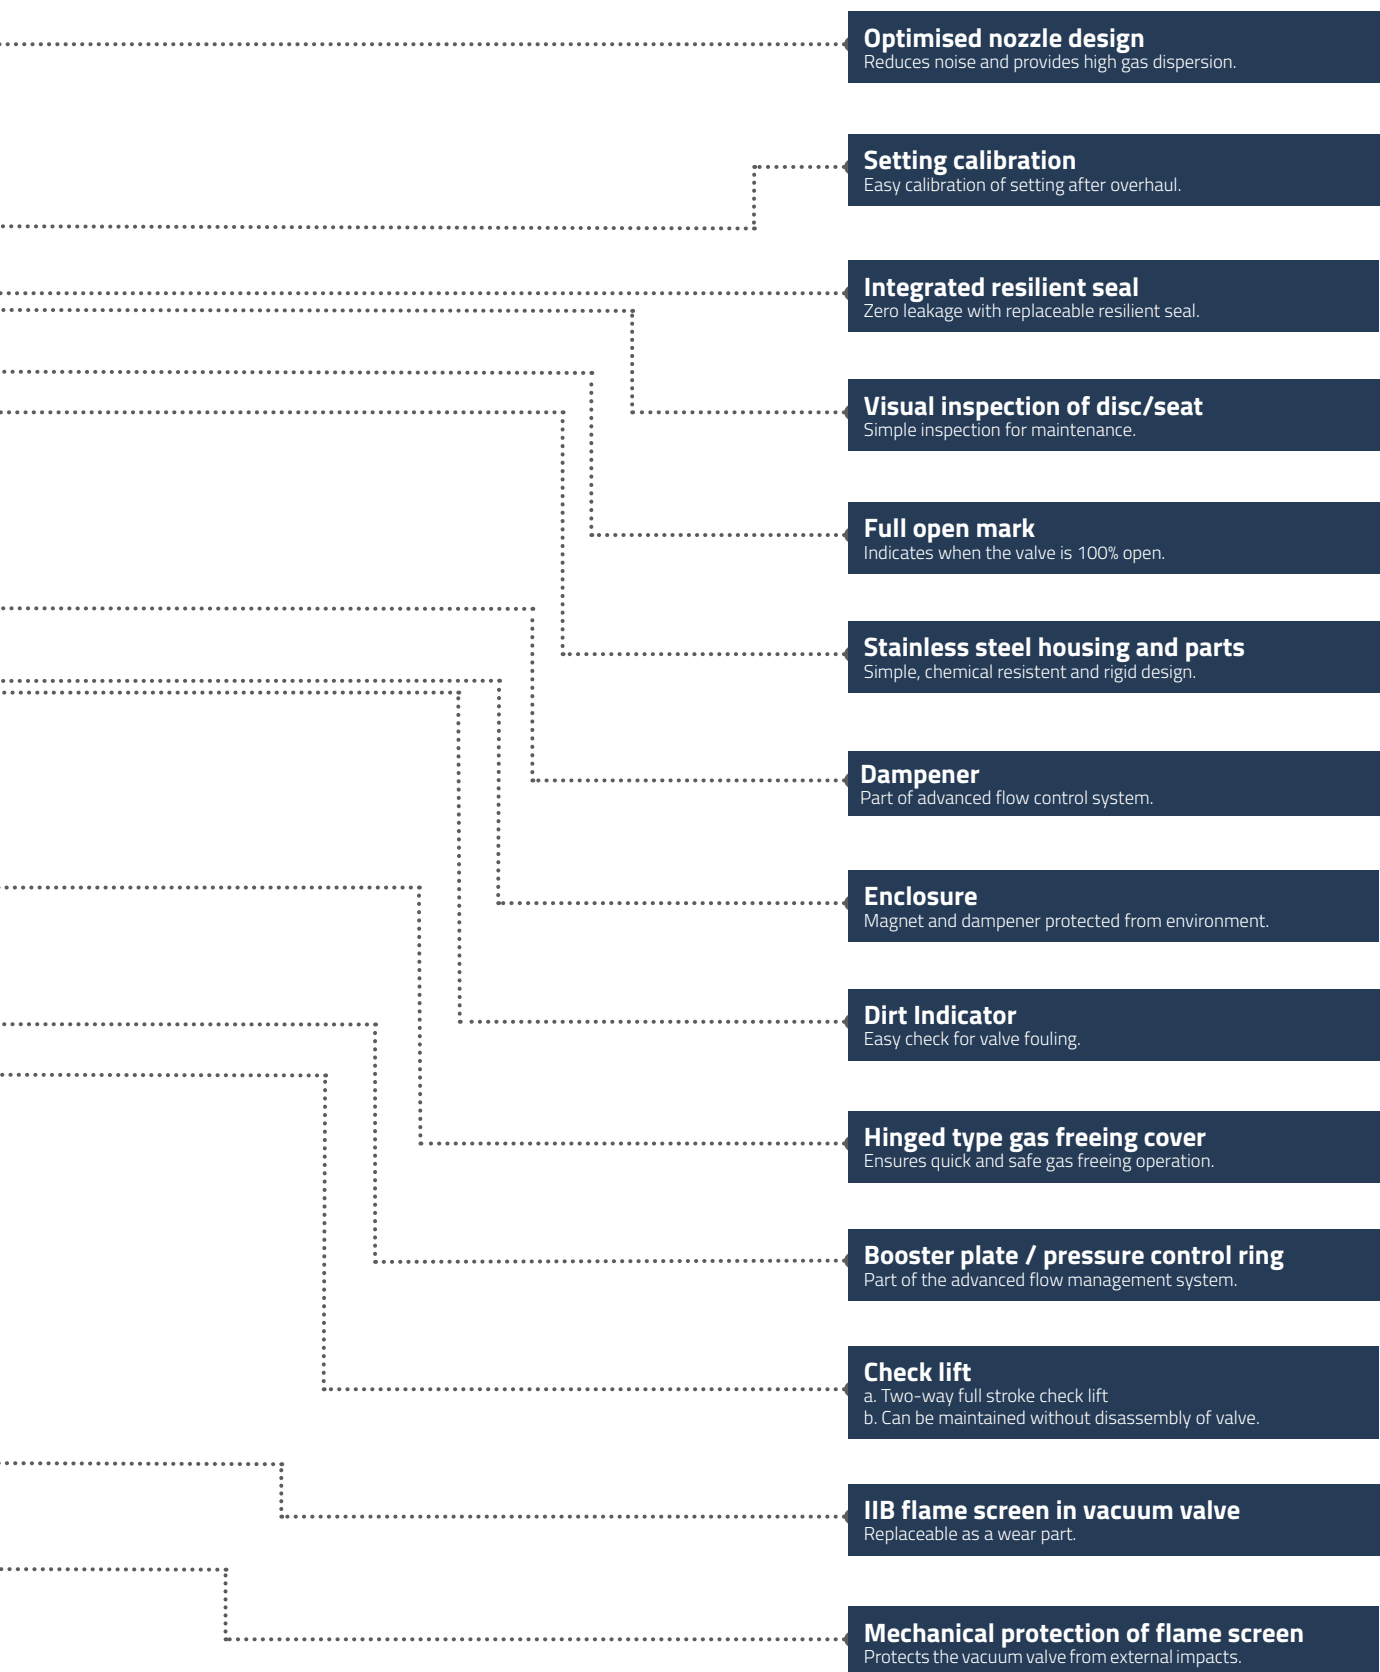 Optimised nozzle design
Reduces noise and provides high gas dispersion.
Setting calibration
Easy calibration of setting after overhaul.
Integrated resilient seal
Zero leakage with replaceable resilient seal.
Visual inspection of disc/seat
Simple inspection for maintenance.
Full open mark
Indicates when the valve is 100% open.
Stainless steel housing and parts
Simple, chemical resistent and rigid design.
Dampener
Part of advanced flow control system.
Enclosure
Magnet and dampener protected from environment.
Dirt Indicator
Easy check for valve fouling.
Hinged type gas freeing cover
Ensures quick and safe gas freeing operation.
Booster plate / pressure control ring
Part of the advanced flow management system.
Check lift
a. Two-way full stroke check lift
b. Can be maintained without disassembly of valve.
IIB flame screen in vacuum valve
Replaceable as a wear part.
Mechanical protection of flame screen
Protects the vacuum valve from external impacts.